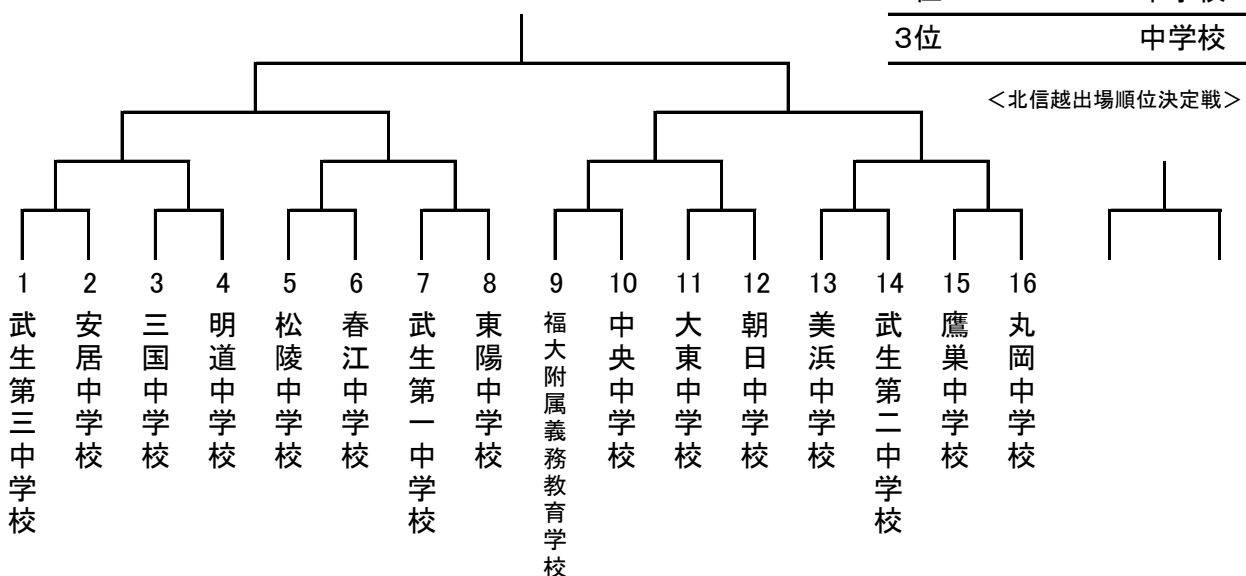 3位 中学校
＜北信越出場順位決定戦＞
1 2 3 4 5 6 7 8 9 10 11 12 13 14 15 16
武生第三中学校
安居中学校
三国中学校
明道中学校
松陵中学校
春江中学校
武生第一中学校
東陽中学校
福大附属義務教育学校
中央中学校
大東中学校
朝日中学校
美浜中学校
武生第二中学校
鷹巣中学校
丸岡中学校